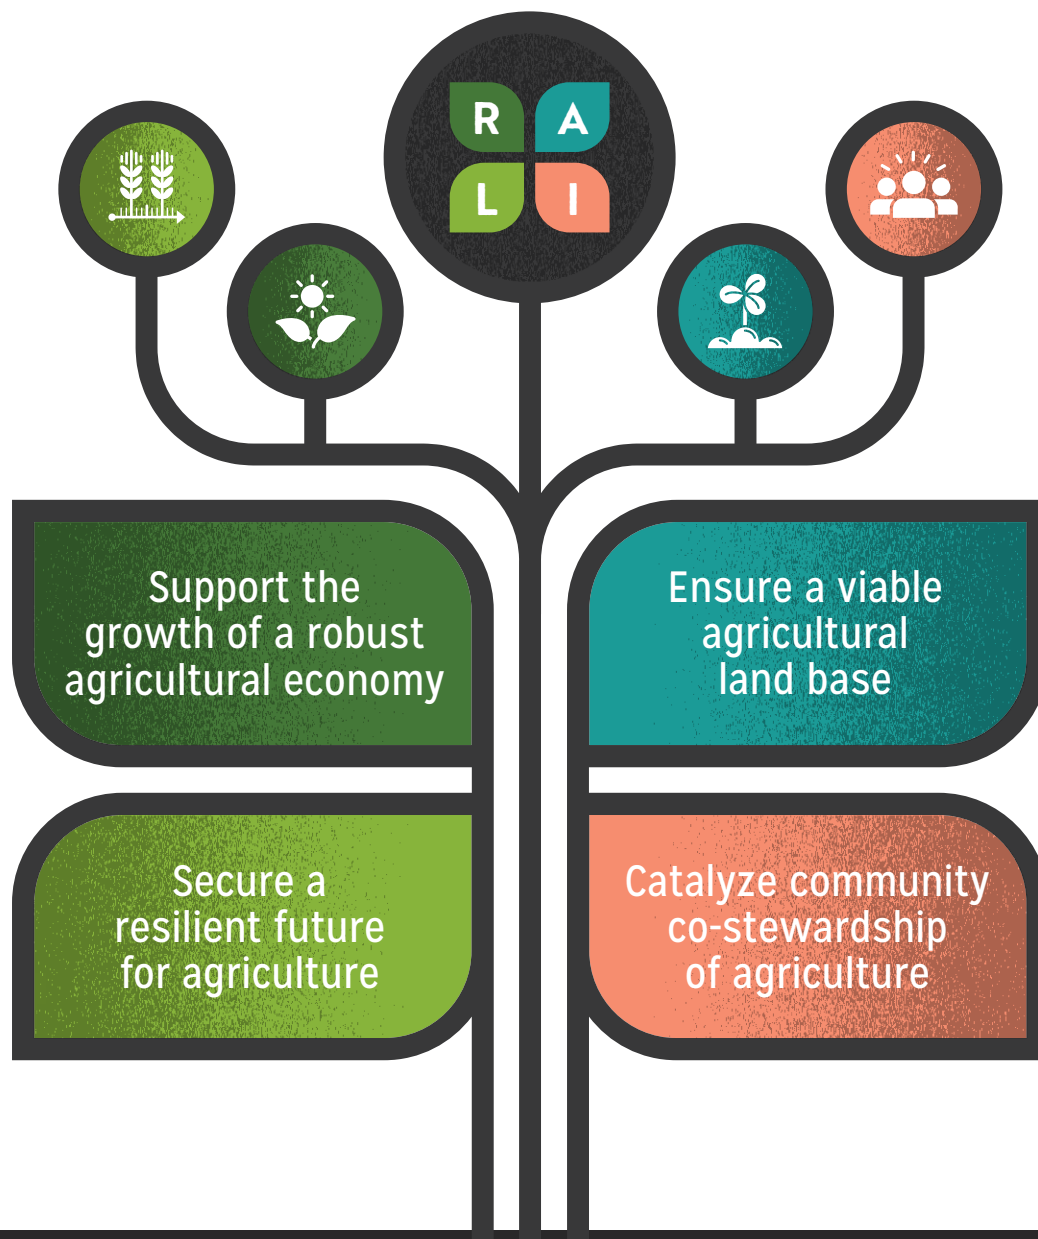 R A
L I
Support the
growth of a robust
agricultural economy
Ensure a viable
agricultural
land base
Secure a
resilient future
for agriculture
Catalyze community
co-stewardship
of agriculture